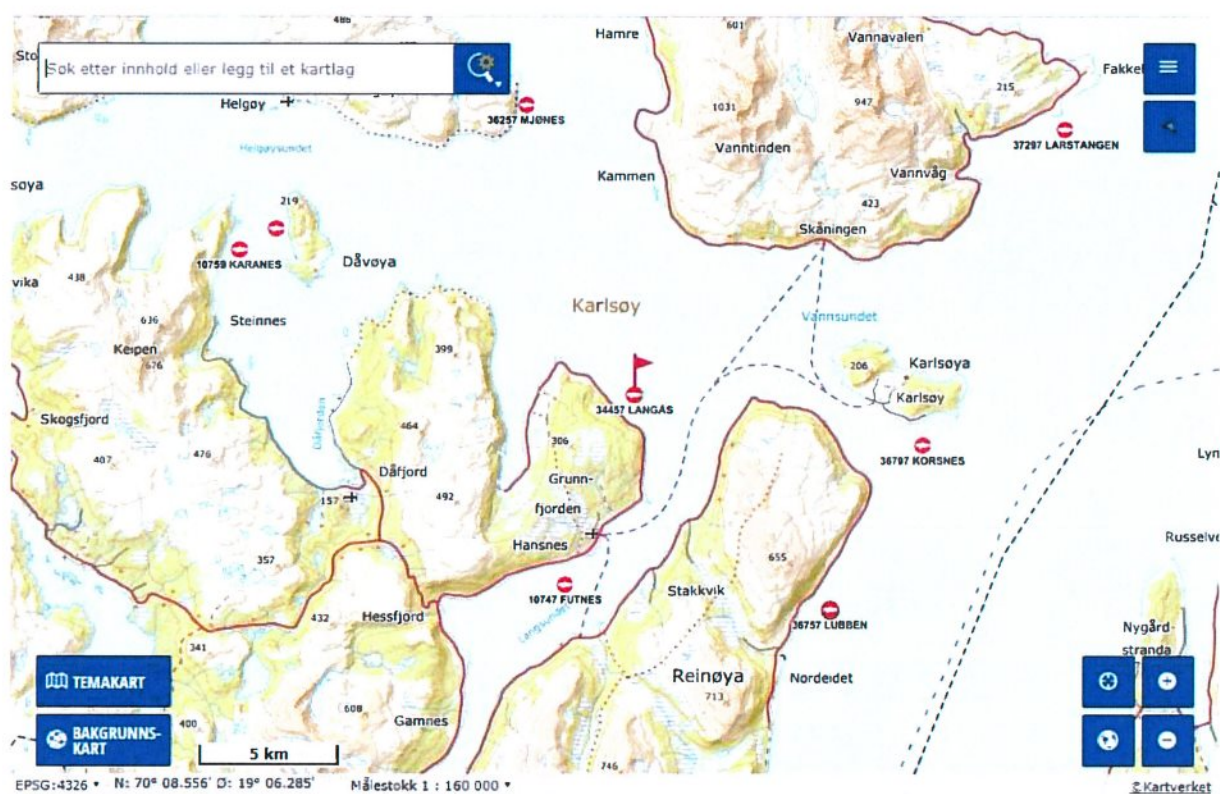 488
Hamre
601
Vannavalen
Søk etter innhold eller legg til et kartlag
215
Helgøy
36257 MJØNES
1031
947
37297 LARSTANGEN
Helgøysundet
Vanntinden
Kammen
Vannvåg
søya
219
423
Skåningen
10759 KARANES
Dåvøya
vika
438
Karlsøy
636
Steinnes
Vannsundet
Keipen
676
399
206
Karlsøya
Karlsøy
34457 LANGÅS
Skogsfjord
464
306
36797 KORSNES
407
476
Dåfjorden
Lyn
Dåfjord
Grunn-
157
492
fjorden
Hansnes
Russelve
357
655
10747 FUTNES
Stakkvik
432
Hessfjord
Langsundet
36757 LUBBEN
341
Nygård-
stranda
TEMAKART
Reinøya
713
Nordeidet
400
608
Gamnes
BAKGRUNNS-
KART
5 km
746
EPSG:4326
N: 70° 08.556' Ø: 19° 06.285'
Målestokk 1 : 160 000
© Kartverket